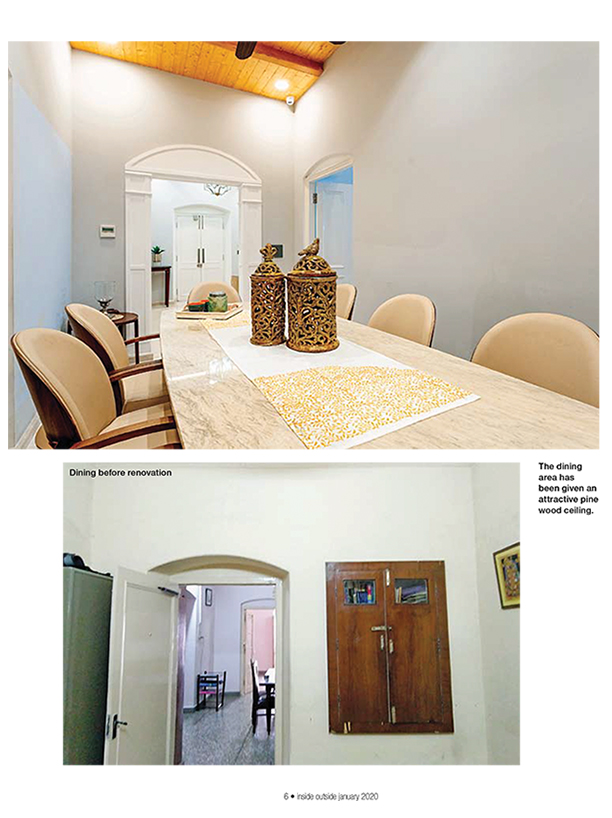 Dining before renovation
The dining
area has
been given an
attractive pine
wood ceiling.
6 • inside outside january 2020